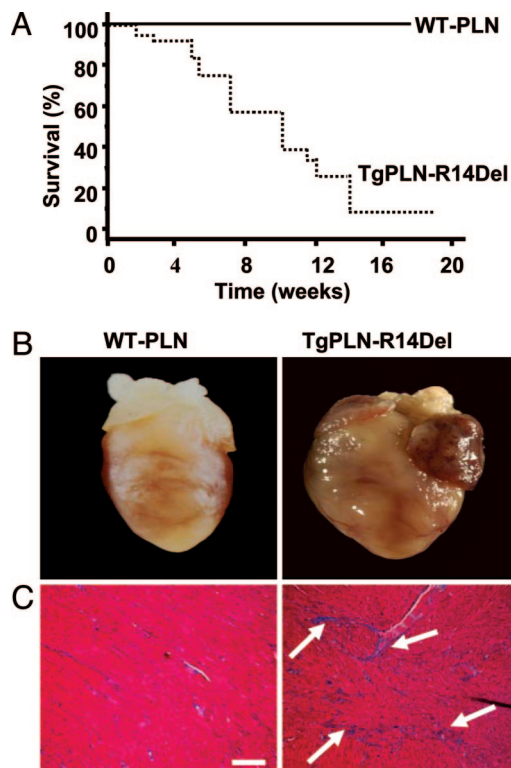 A
WT-PLN
TgPLN-R14Del
Survival (%)
100
80
60
40
20
0
0 4 8 12 16 20
Time (weeks)
B
WT-PLN TgPLN-R14Del
C